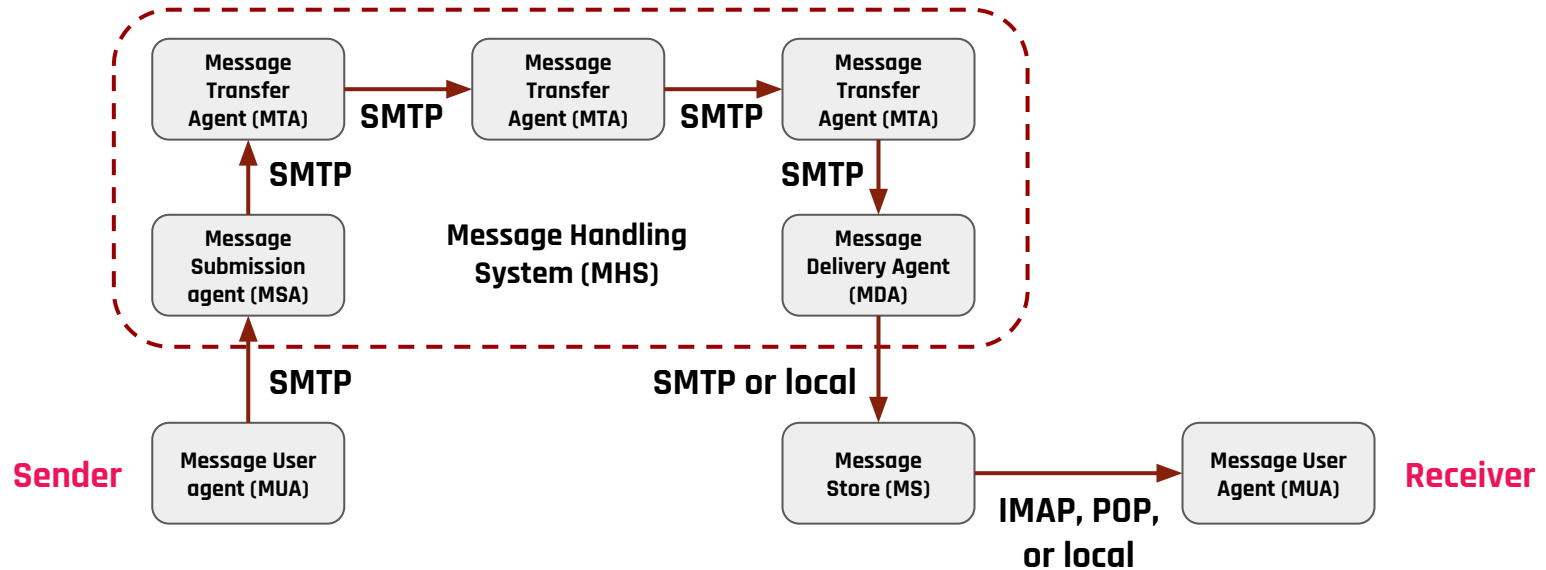 Message
Transfer
Agent (MTA)
SMTP
Message
Transfer
Agent (MTA)
SMTP
Message
Transfer
Agent (MTA)
SMTP
SMTP
Message
Submission
agent (MSA)
Message Handling
System (MHS)
Message
Delivery Agent
(MDA)
SMTP
SMTP or local
Sender
Message User
agent (MUA)
Message
Store (MS)
IMAP, POP,
or local
Message User
Agent (MUA)
Receiver